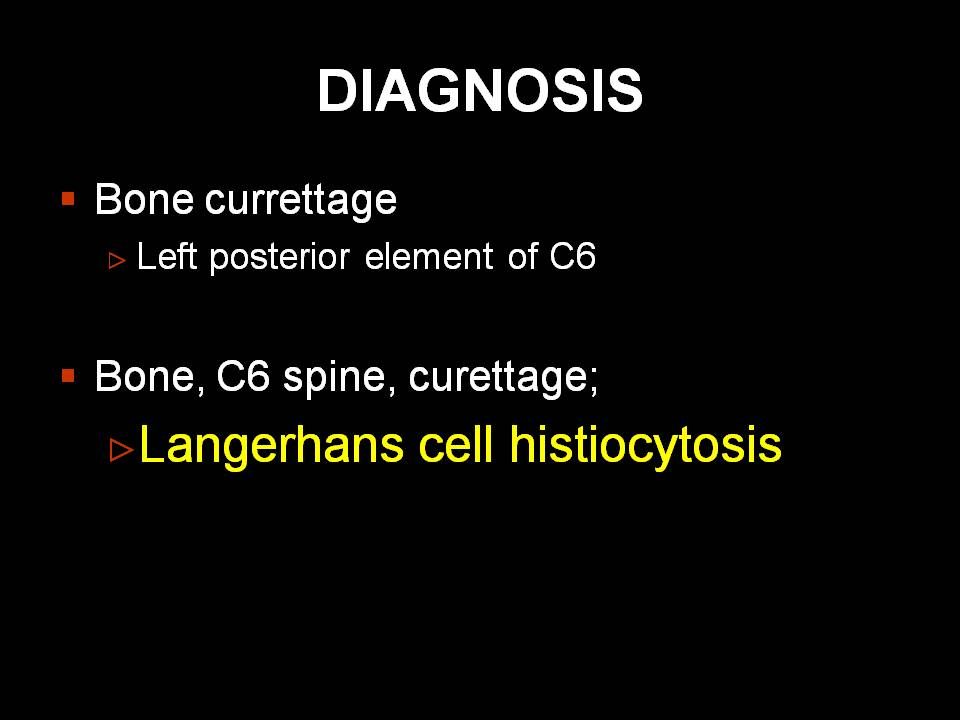 DIAGNOSIS
▪ Bone currettage
▹ Left posterior element of C6
▪ Bone, C6 spine, curettage;
▹Langerhans cell histiocytosis